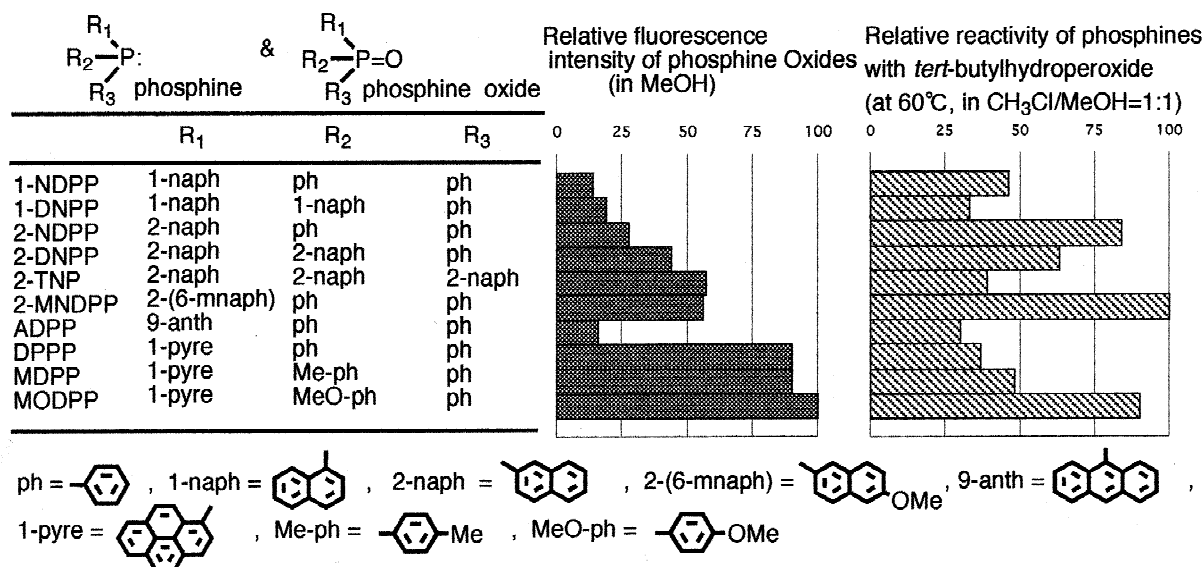 R1
R2–P:
R3 phosphine
&
R1
R2–P=O
R3 phosphine oxide
Relative fluorescence
intensity of phosphine Oxides
(in MeOH)
Relative reactivity of phosphines
with tert-butylhydroperoxide
(at 60℃, in CH3Cl/MeOH=1:1)
R1 R2 R3
0 25 50 75 100
0 25 50 75 100
1-NDPP 1-naph ph ph
1-DNPP 1-naph 1-naph ph
2-NDPP 2-naph ph ph
2-DNPP 2-naph 2-naph ph
2-TNP 2-naph 2-naph 2-naph
2-MNDPP 2-(6-mnaph) ph ph
ADPP 9-anth ph ph
DPPP 1-pyre ph ph
MDPP 1-pyre Me-ph ph
MODPP 1-pyre MeO-ph ph
ph = , 1-naph = , 2-naph = , 2-(6-mnaph) = OMe , 9-anth = ,
1-pyre = , Me-ph = Me , MeO-ph = OMe